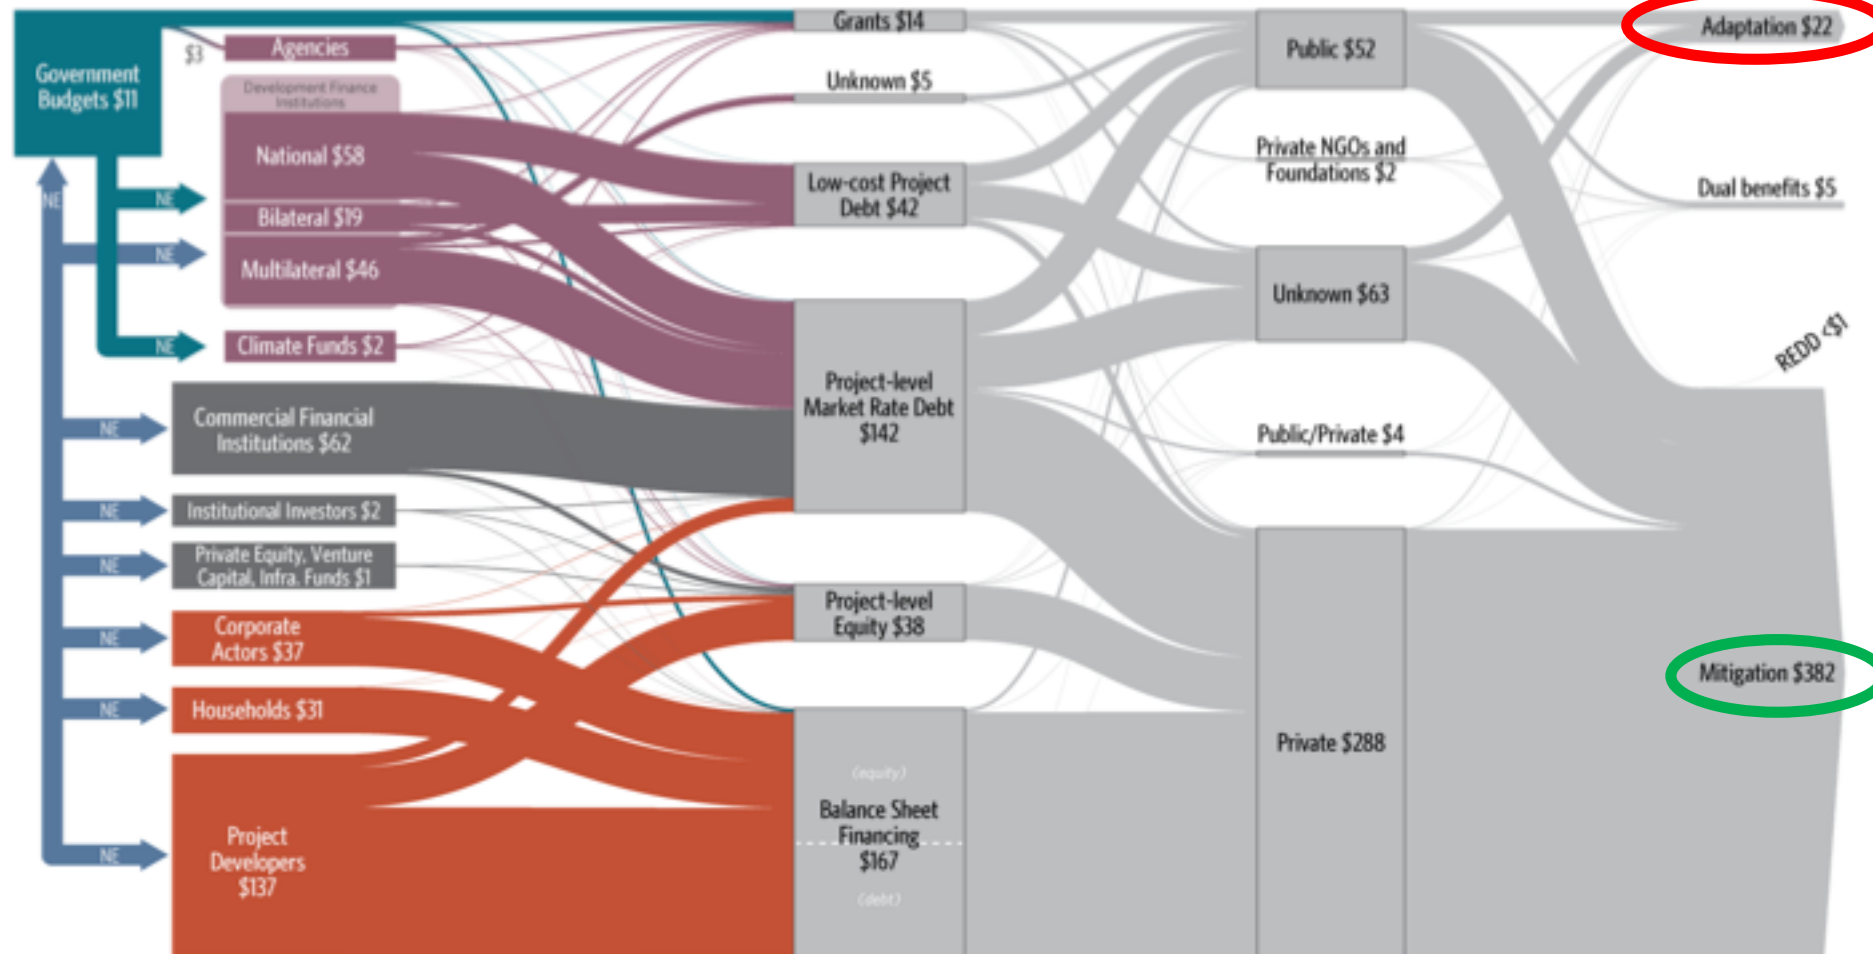 Government
Budgets $11
$3
Agencies
Development Finance
Institutions
National $58
Bilateral $19
Multilateral $46
Climate Funds $2
Commercial Financial
Institutions $62
Institutional Investors $2
Private Equity, Venture
Capital, Infra. Funds $1
Corporate
Actors $37
Households $31
Project
Developers
$137
NE
NE
NE
NE
NE
NE
NE
NE
NE
NE
Grants $14
Unknown $5
Low-cost Project
Debt $42
Project-level
Market Rate Debt
$142
Project-level
Equity $38
(equity)
Balance Sheet
Financing
$167
(debt)
Public $52
Private NGOs and
Foundations $2
Unknown $63
Public/Private $4
Private $288
Adaptation $22
Dual benefits $5
REDD <$1
Mitigation $382